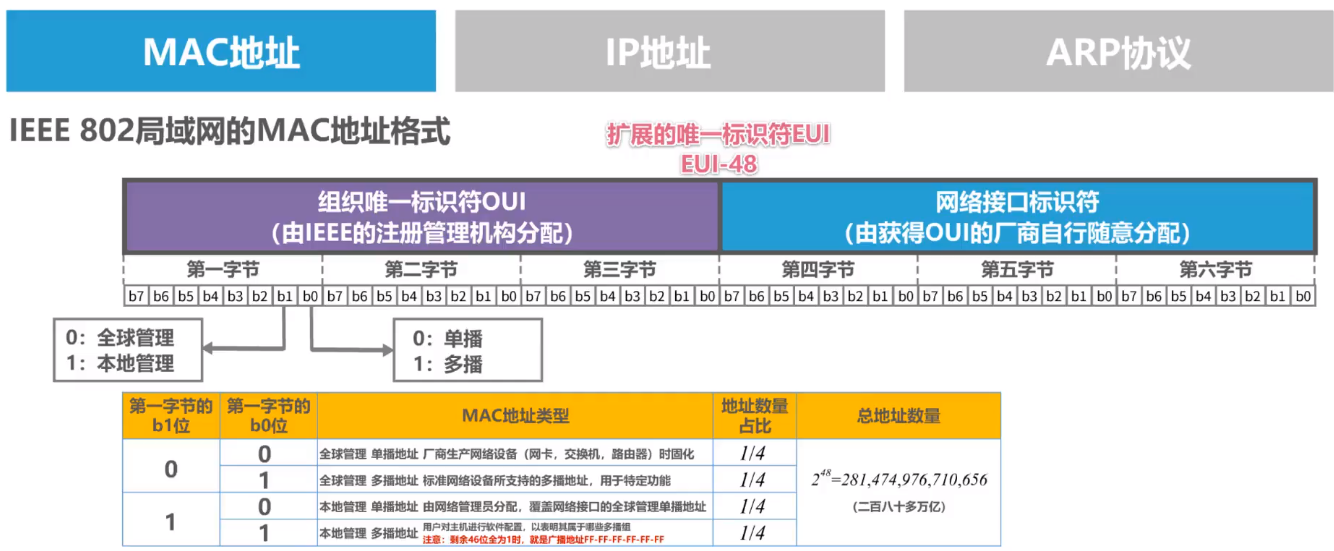 MAC地址
IP地址
ARP协议
IEEE 802局域网的MAC地址格式
扩展的唯一标识符EUI
EUI-48
组织唯一标识符OUI
（由IEEE的注册管理机构分配）
网络接口标识符
（由获得OUI的厂商自行随意分配）
第一字节 第二字节 第三字节 第四字节 第五字节 第六字节
b7 b6 b5 b4 b3 b2 b1 b0 b7 b6 b5 b4 b3 b2 b1 b0 b7 b6 b5 b4 b3 b2 b1 b0 b7 b6 b5 b4 b3 b2 b1 b0 b7 b6 b5 b4 b3 b2 b1 b0 b7 b6 b5 b4 b3 b2 b1 b0
0：全球管理
1：本地管理
0：单播
1：多播
第一字节的
b1位
第一字节的
b0位
MAC地址类型
地址数量
占比
总地址数量
0
0
全球管理 单播地址 厂商生产网络设备（网卡，交换机，路由器）时固化
1/4
1
全球管理 多播地址 标准网络设备所支持的多播地址，用于特定功能
1/4
1
0
本地管理 单播地址 由网络管理员分配，覆盖网络接口的全球管理单播地址
1/4
1
本地管理 多播地址 用户对主机进行软件配置，以表明其属于哪些多播组
注意：剩余46位全为1时，就是广播地址FF-FF-FF-FF-FF-FF
1/4
2^48=281,474,976,710,656
（二百八十多万亿）